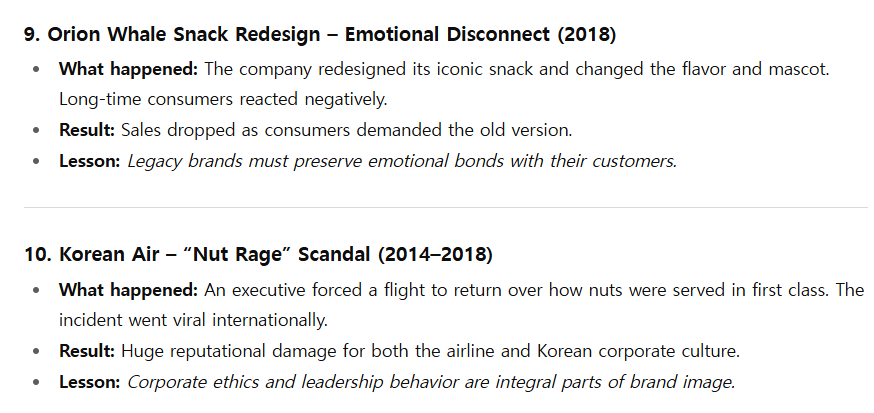 9. Orion Whale Snack Redesign – Emotional Disconnect (2018)
• What happened: The company redesigned its iconic snack and changed the flavor and mascot.
Long-time consumers reacted negatively.
• Result: Sales dropped as consumers demanded the old version.
• Lesson: Legacy brands must preserve emotional bonds with their customers.
10. Korean Air – “Nut Rage” Scandal (2014–2018)
• What happened: An executive forced a flight to return over how nuts were served in first class. The
incident went viral internationally.
• Result: Huge reputational damage for both the airline and Korean corporate culture.
• Lesson: Corporate ethics and leadership behavior are integral parts of brand image.